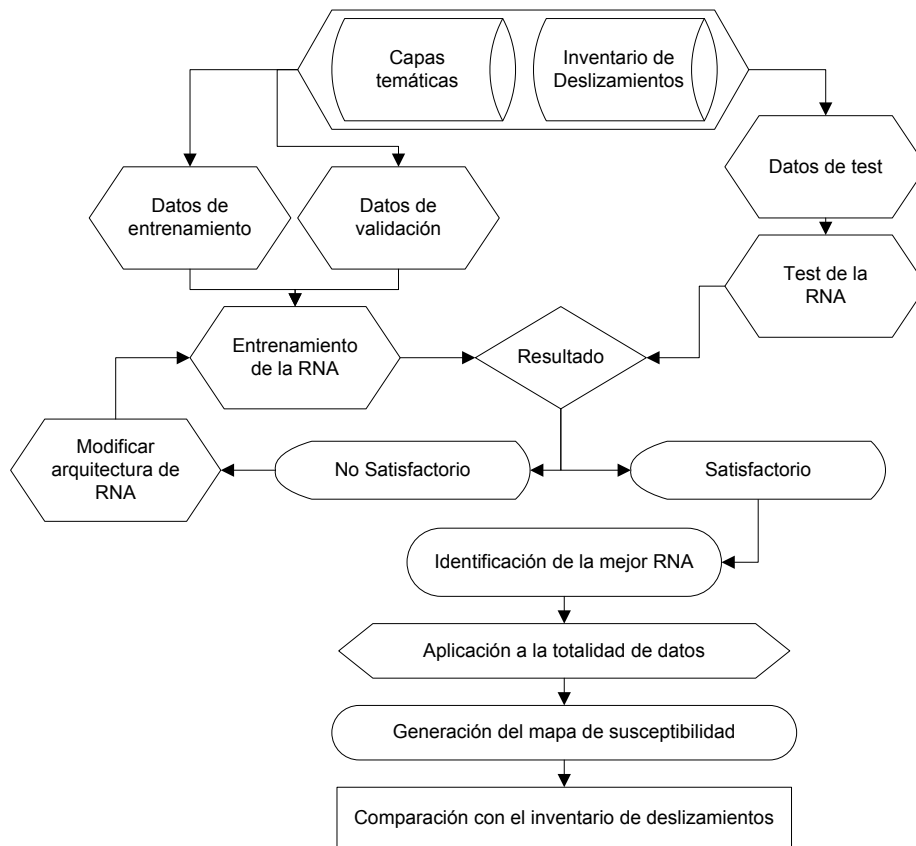 Capas
temáticas
Inventario de
Deslizamientos
Datos de test
Datos de
entrenamiento
Datos de
validación
Test de la
RNA
Entrenamiento
de la RNA
Resultado
Modificar
arquitectura de
RNA
No Satisfactorio
Satisfactorio
Identificación de la mejor RNA
Aplicación a la totalidad de datos
Generación del mapa de susceptibilidad
Comparación con el inventario de deslizamientos